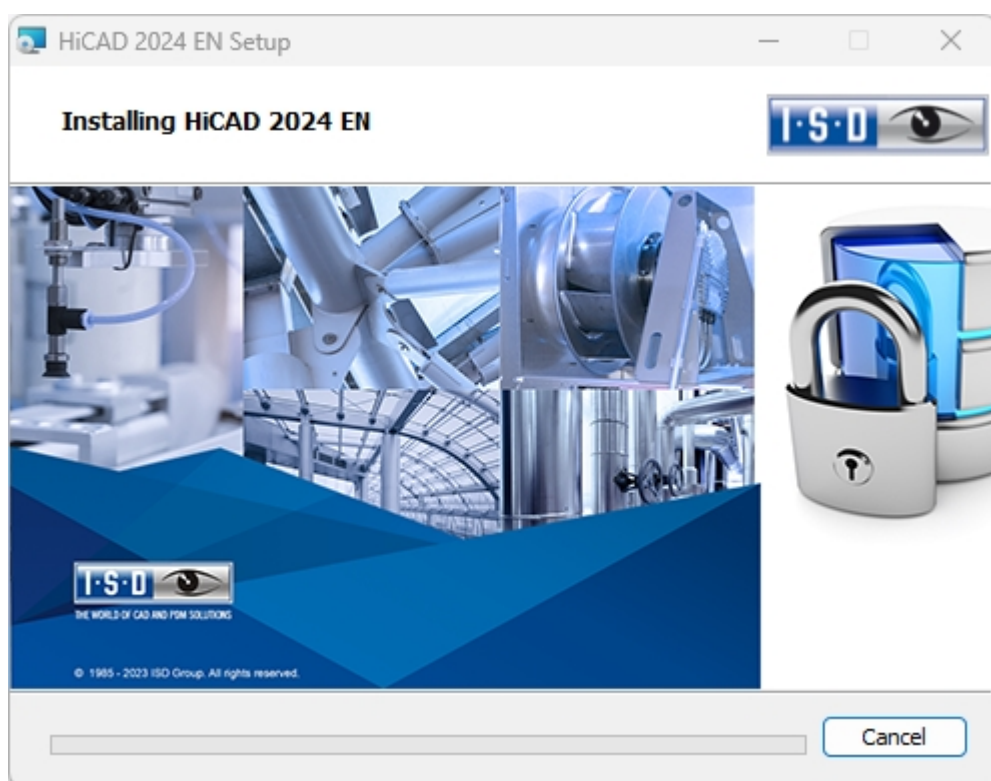 HiCAD 2024 EN Setup
Installing HiCAD 2024 EN
I·S·D
I·S·D
THE WORLD OF CAD AND PDM SOLUTIONS
© 1985 - 2023 ISD Group. All rights reserved.
Cancel